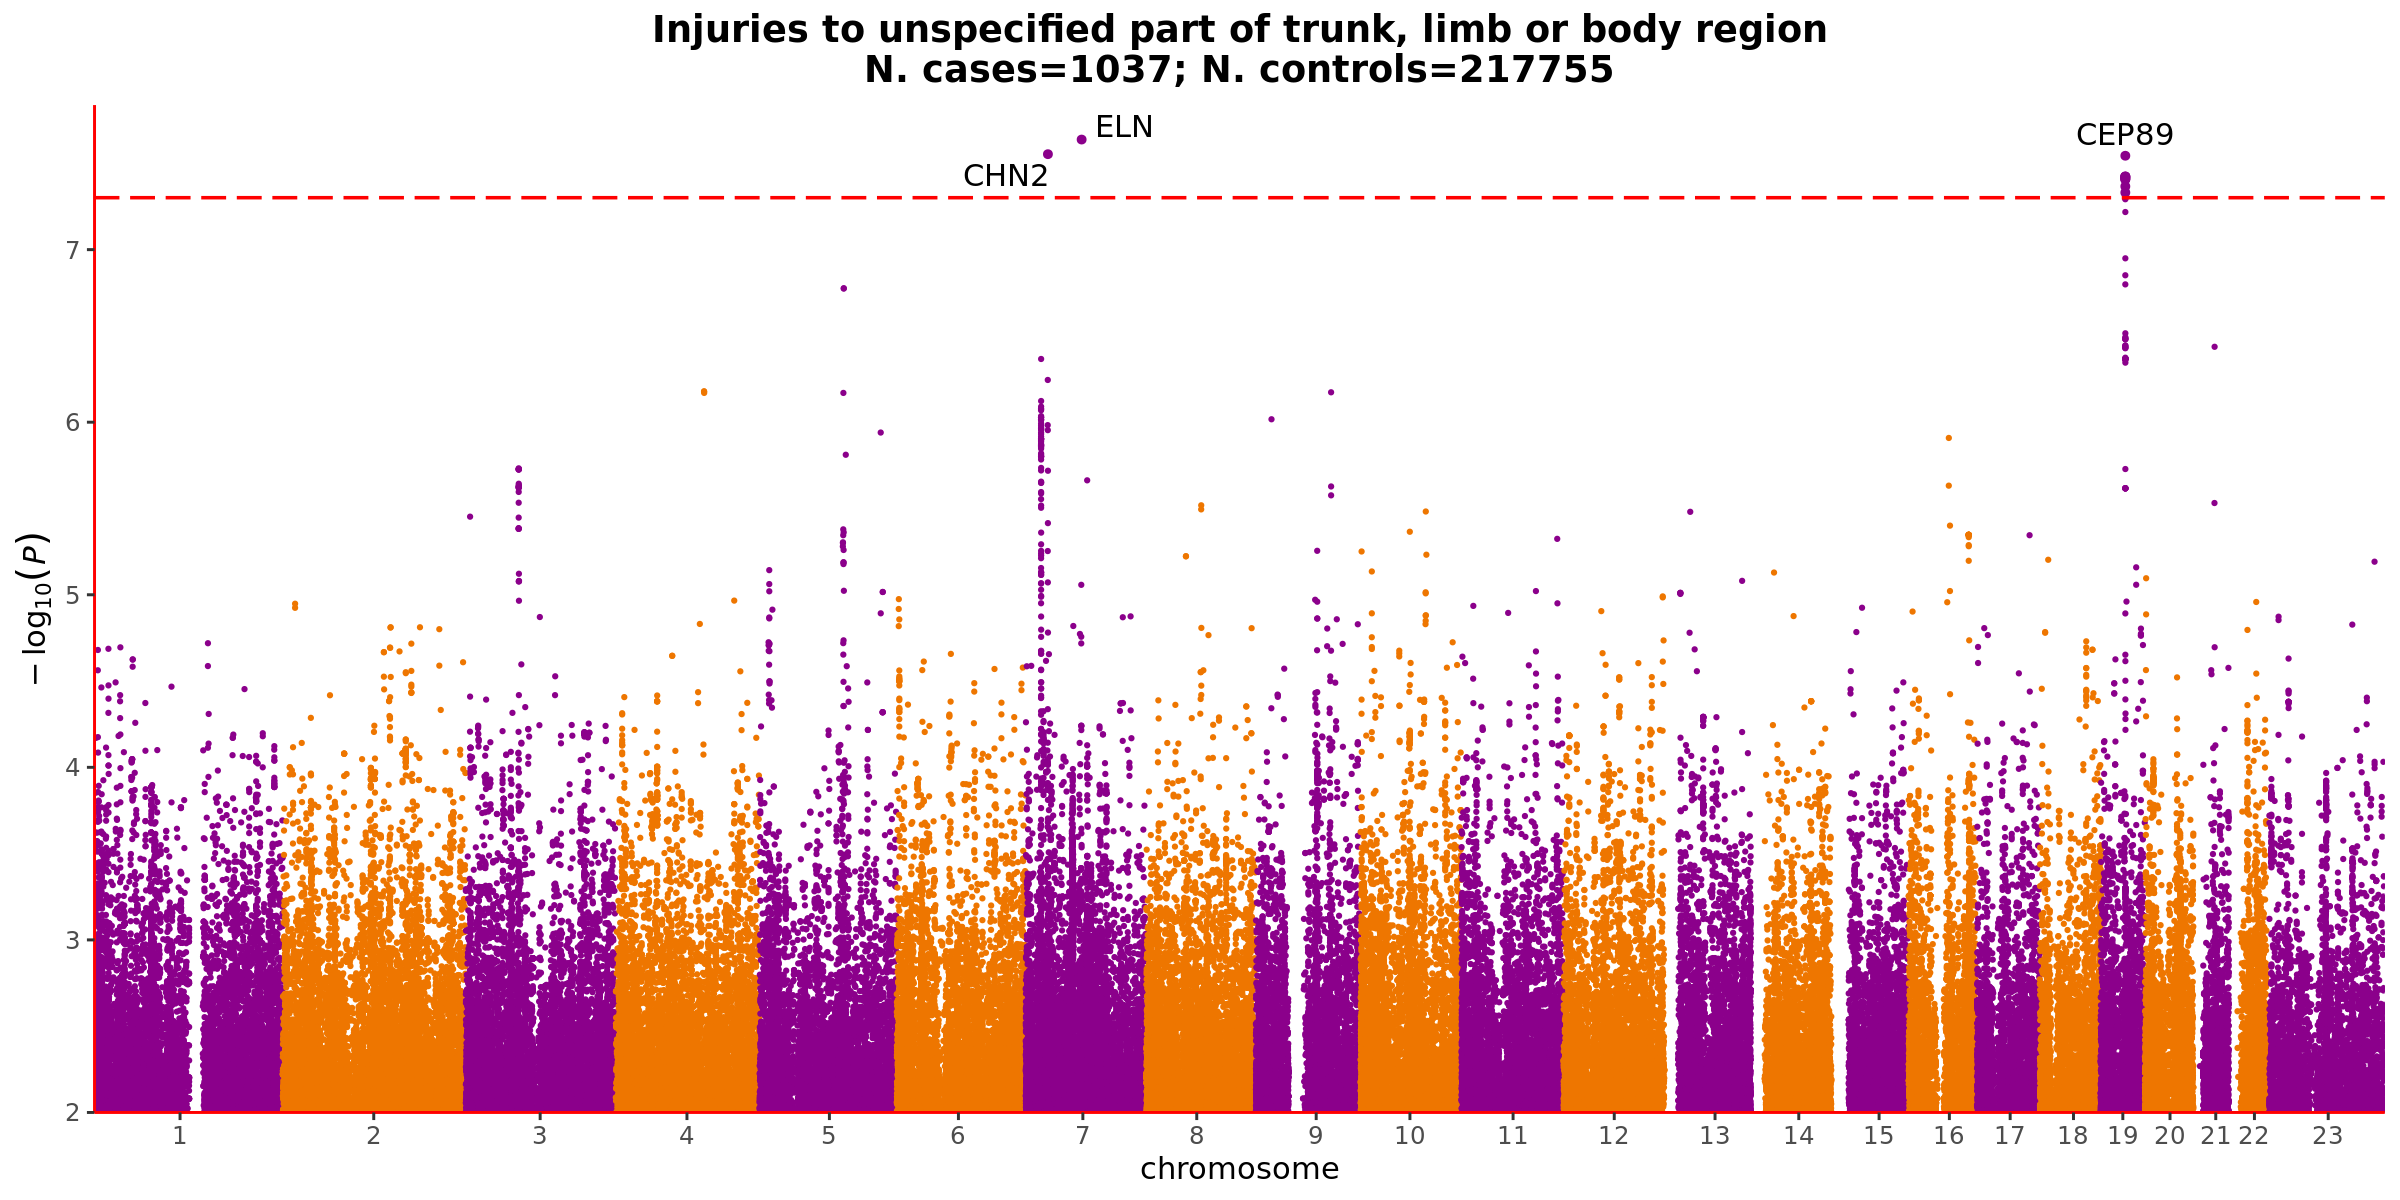 Injuries to unspecified part of trunk, limb or body region
N. cases=1037; N. controls=217755
ELN
CEP89
CHN2
7
6
5
4
3
2
− log10(P)
1 2 3 4 5 6 7 8 9 10 11 12 13 14 15 16 17 18 19 20 21 22 23
chromosome